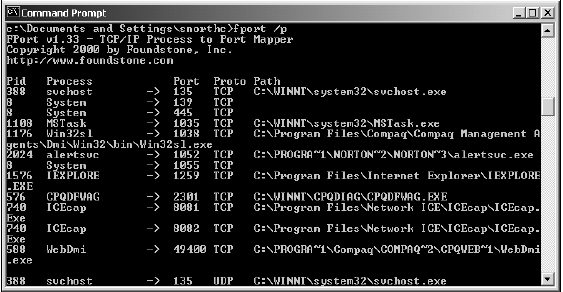 Command Prompt
c:\Documents and Settings\snorthc>fport /p
FPort v1.33 - TCP/IP Process to Port Mapper
Copyright 2000 by Foundstone, Inc.
http://www.foundstone.com
Pid Process Port Proto Path
388 svchost -> 135 TCP C:\WINNT\system32\svchost.exe
8 System -> 139 TCP
8 System -> 445 TCP
1108 MSTask -> 1035 TCP C:\WINNT\system32\MSTask.exe
1176 Win32sl -> 1038 TCP C:\Program Files\Compaq\Compaq Management A
gents\Dmi\Win32\bin\Win32sl.exe
2024 alertsvc -> 1052 TCP C:\PROGRA~1\NORTON~2\NORTON~3\alertsvc.exe
8 System -> 1055 TCP
1576 IEXPLORE -> 1259 TCP C:\Program Files\Internet Explorer\IEXPLORE
.EXE
576 CPQDFWAG -> 2301 TCP C:\WINNT\CPQDIAG\CPQDFWAG.EXE
740 ICEcap -> 8081 TCP C:\Program Files\Network ICE\ICEcap\ICEcap.
Exe
740 ICEcap -> 8082 TCP C:\Program Files\Network ICE\ICEcap\ICEcap.
Exe
588 WebDmi -> 49400 TCP C:\PROGRA~1\Compaq\COMPAQ~2\CPQWEB~1\WebDmi
.exe
388 svchost -> 135 UDP C:\WINNT\system32\svchost.exe